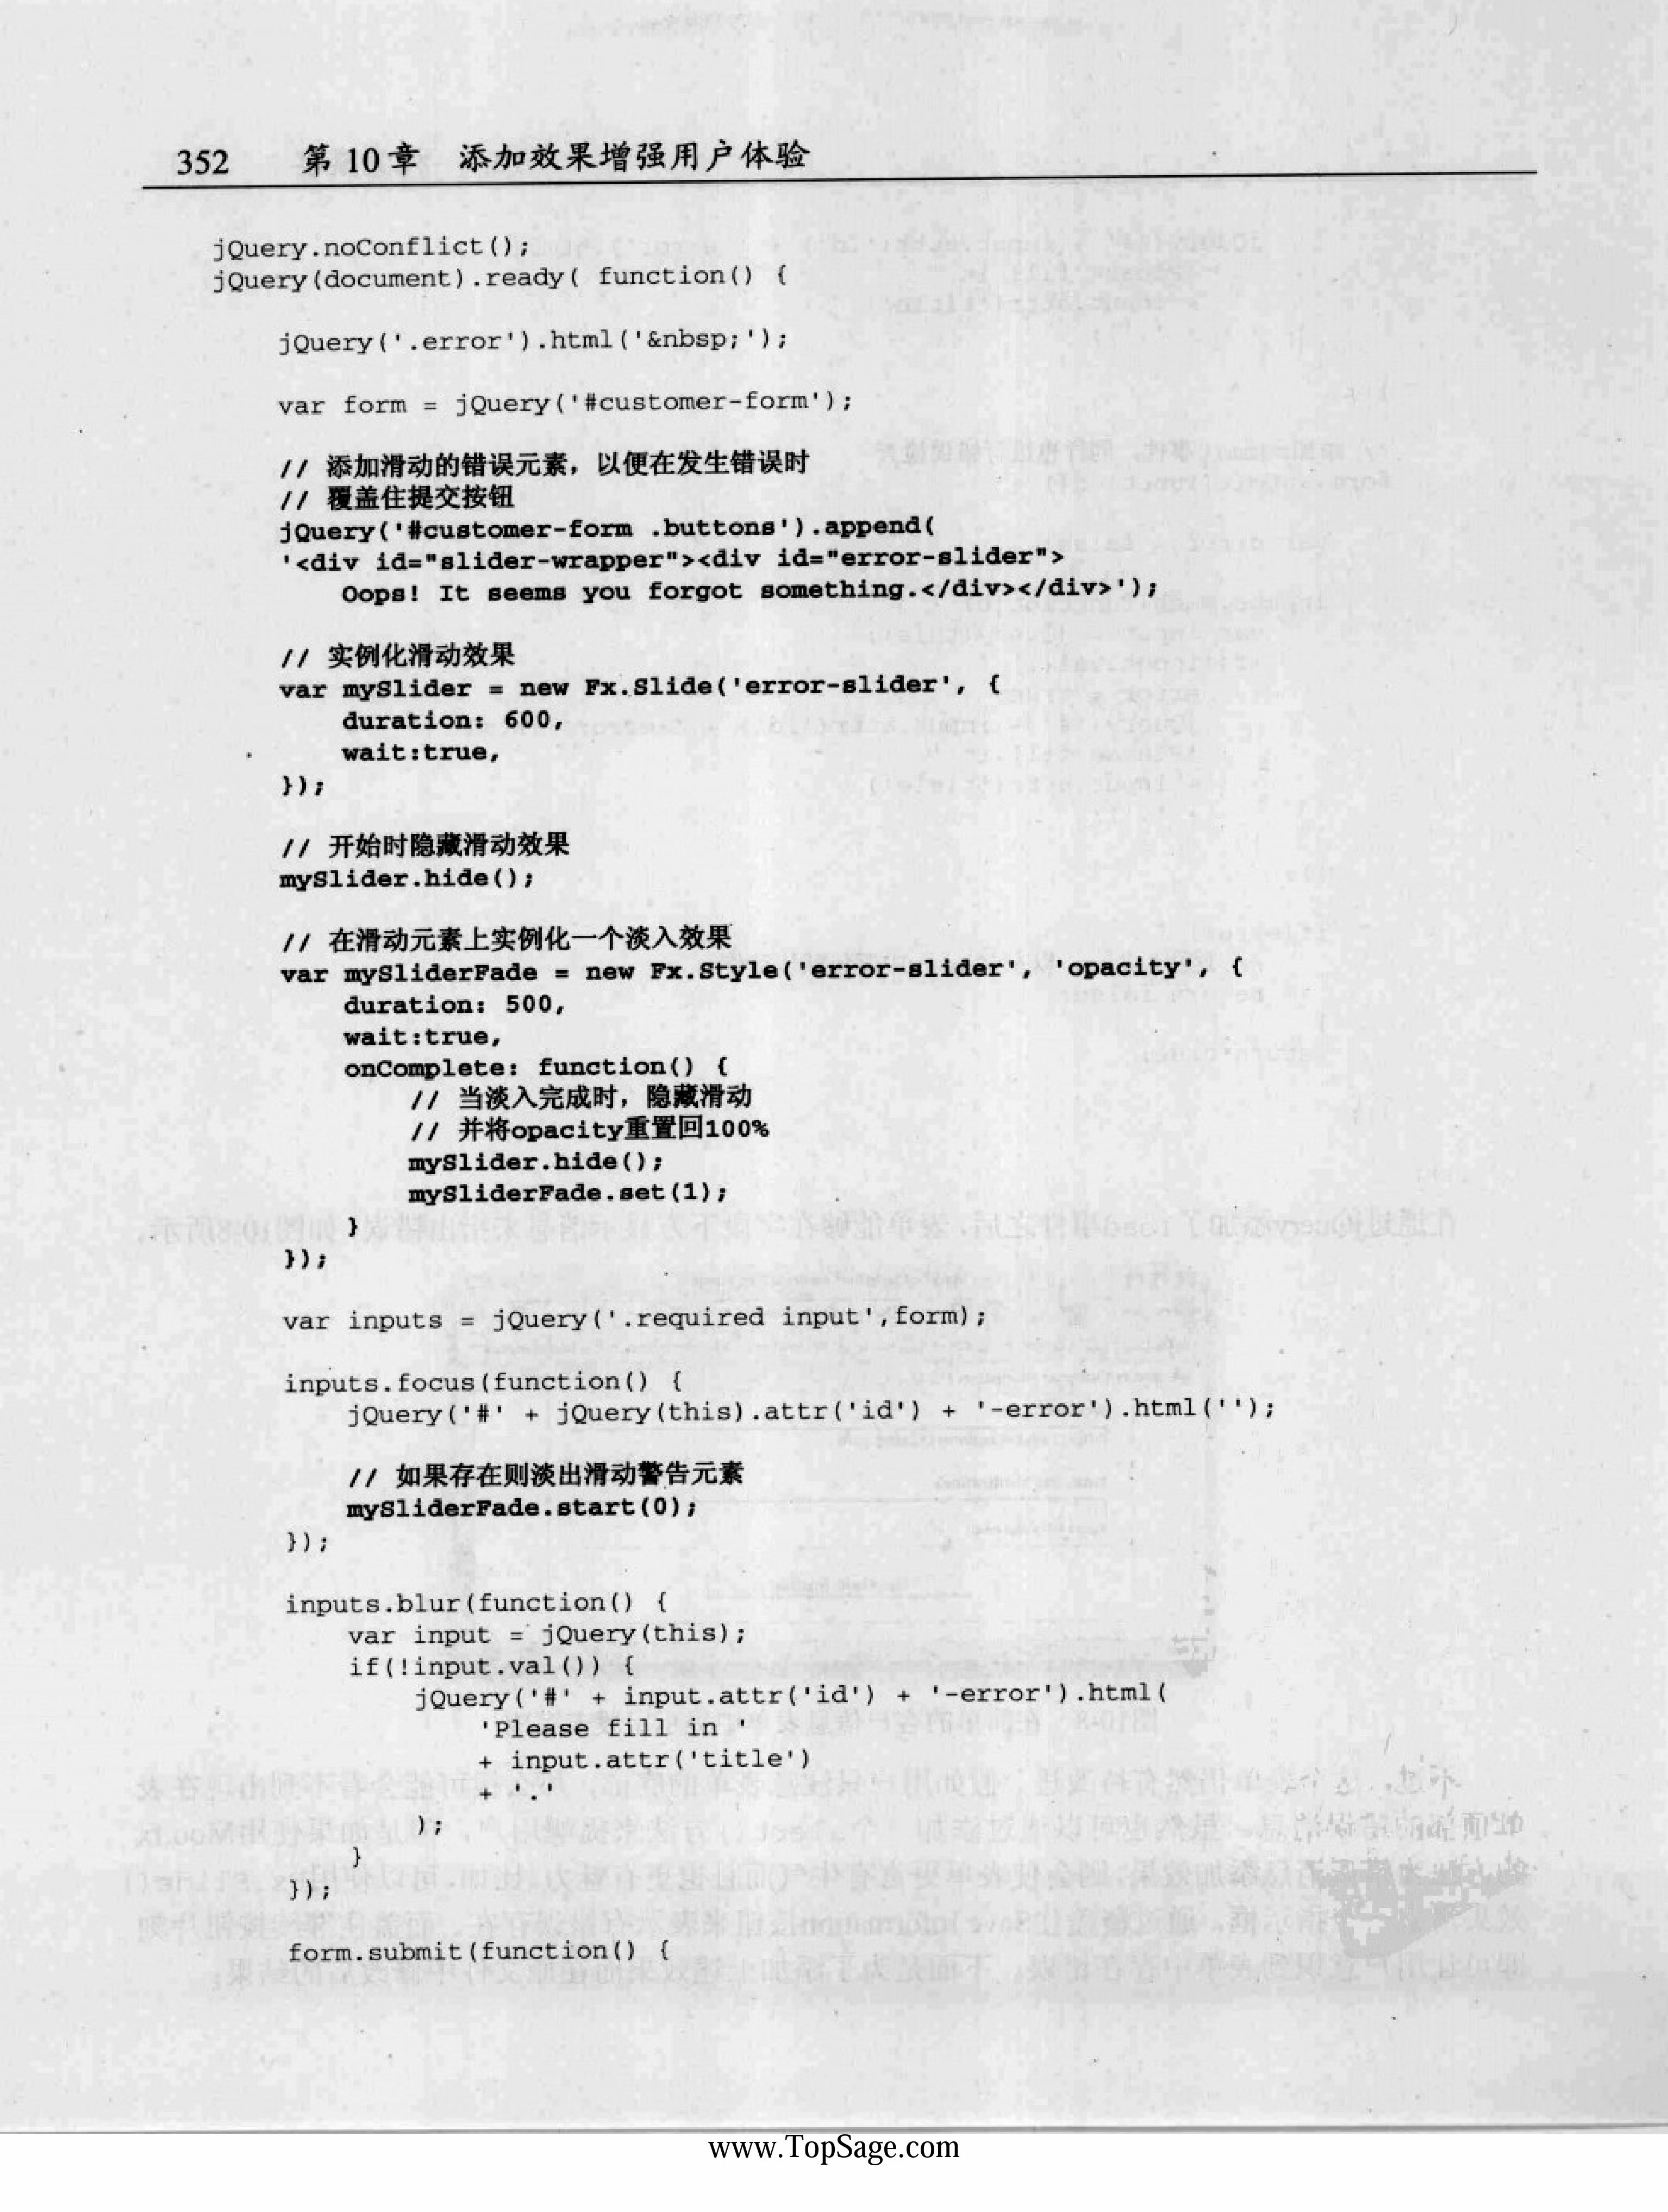 352 第 10 章 添加效果增强用户体验
jQuery.noConflict();
jQuery(document).ready( function() {
jQuery('.error').html('&nbsp;');
var form = jQuery('#customer-form');
// 添加滑动的错误元素，以便在发生错误时
// 覆盖住提交按钮
jQuery('#customer-form .buttons').append(
'<div id="slider-wrapper"><div id="error-slider">
Oops! It seems you forgot something.</div></div>');
// 实例化滑动效果
var mySlider = new Fx.Slide('error-slider', {
duration: 600,
wait:true,
});
// 开始时隐藏滑动效果
mySlider.hide();
// 在滑动元素上实例化一个淡入效果
var mySliderFade = new Fx.Style('error-slider', 'opacity', {
duration: 500,
wait:true,
onComplete: function() {
// 当淡入完成时，隐藏滑动
// 并将opacity重置回100%
mySlider.hide();
mySliderFade.set(1);
}
});
var inputs = jQuery('.required input',form);
inputs.focus(function() {
jQuery('#' + jQuery(this).attr('id') + '-error').html('');
// 如果存在则淡出滑动警告元素
mySliderFade.start(0);
});
inputs.blur(function() {
var input = jQuery(this);
if(!input.val()) {
jQuery('#' + input.attr('id') + '-error').html(
'Please fill in '
+ input.attr('title')
+ '.'
);
}
});
form.submit(function() {
www.TopSage.com